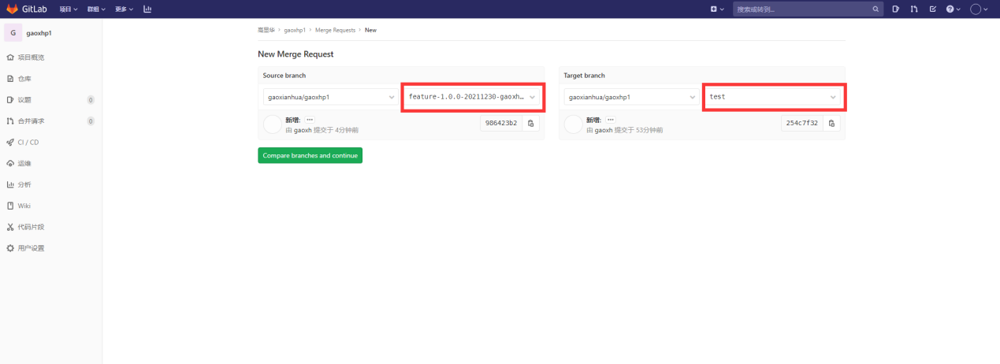 GitLab 项目 群组 更多 搜索或转到...
G gaoxhp1
项目概览
仓库
议题 0
合并请求 0
CI / CD
运维
分析
Wiki
代码片段
用户设置
gaoxhp1 > Merge Requests > New
New Merge Request
Source branch
gaoxianhua/gaoxhp1 feature-1.0.0-20211230-gaoxh...
新增: ...
由 gaoxh 提交于 4分钟前
986423b2
Target branch
gaoxianhua/gaoxhp1 test
新增: ...
由 gaoxh 提交于 53分钟前
254c7f32
Compare branches and continue